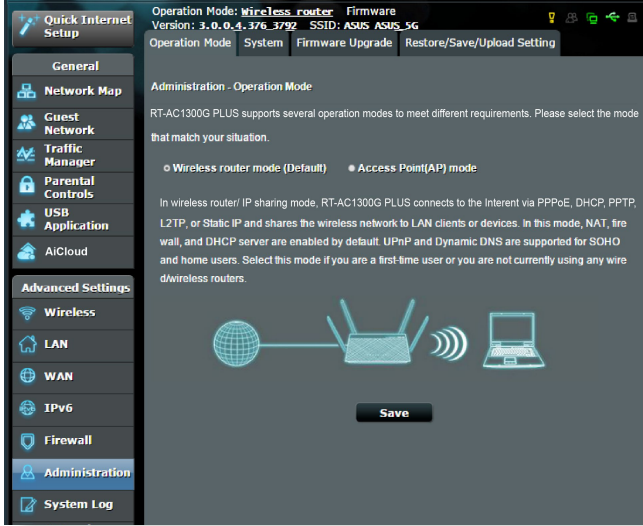 Quick Internet
Setup
Operation Mode: Wireless router Firmware
Version: 3.0.0.4.376_3792 SSID: ASUS ASUS_5G
Operation Mode System Firmware Upgrade Restore/Save/Upload Setting
General
Network Map
Guest
Network
Traffic
Manager
Parental
Controls
USB
Application
AiCloud
Advanced Settings
Wireless
LAN
WAN
IPv6
Firewall
Administration
System Log
Administration - Operation Mode
RT-AC1300G PLUS supports several operation modes to meet different requirements. Please select the mode
that match your situation.
Wireless router mode (Default) Access Point(AP) mode
In wireless router/ IP sharing mode, RT-AC1300G PLUS connects to the Interent via PPPoE, DHCP, PPTP,
L2TP, or Static IP and shares the wireless network to LAN clients or devices. In this mode, NAT, fire
wall, and DHCP server are enabled by default. UPnP and Dynamic DNS are supported for SOHO
and home users. Select this mode if you are a first-time user or you are not currently using any wire
d/wireless routers.
Save